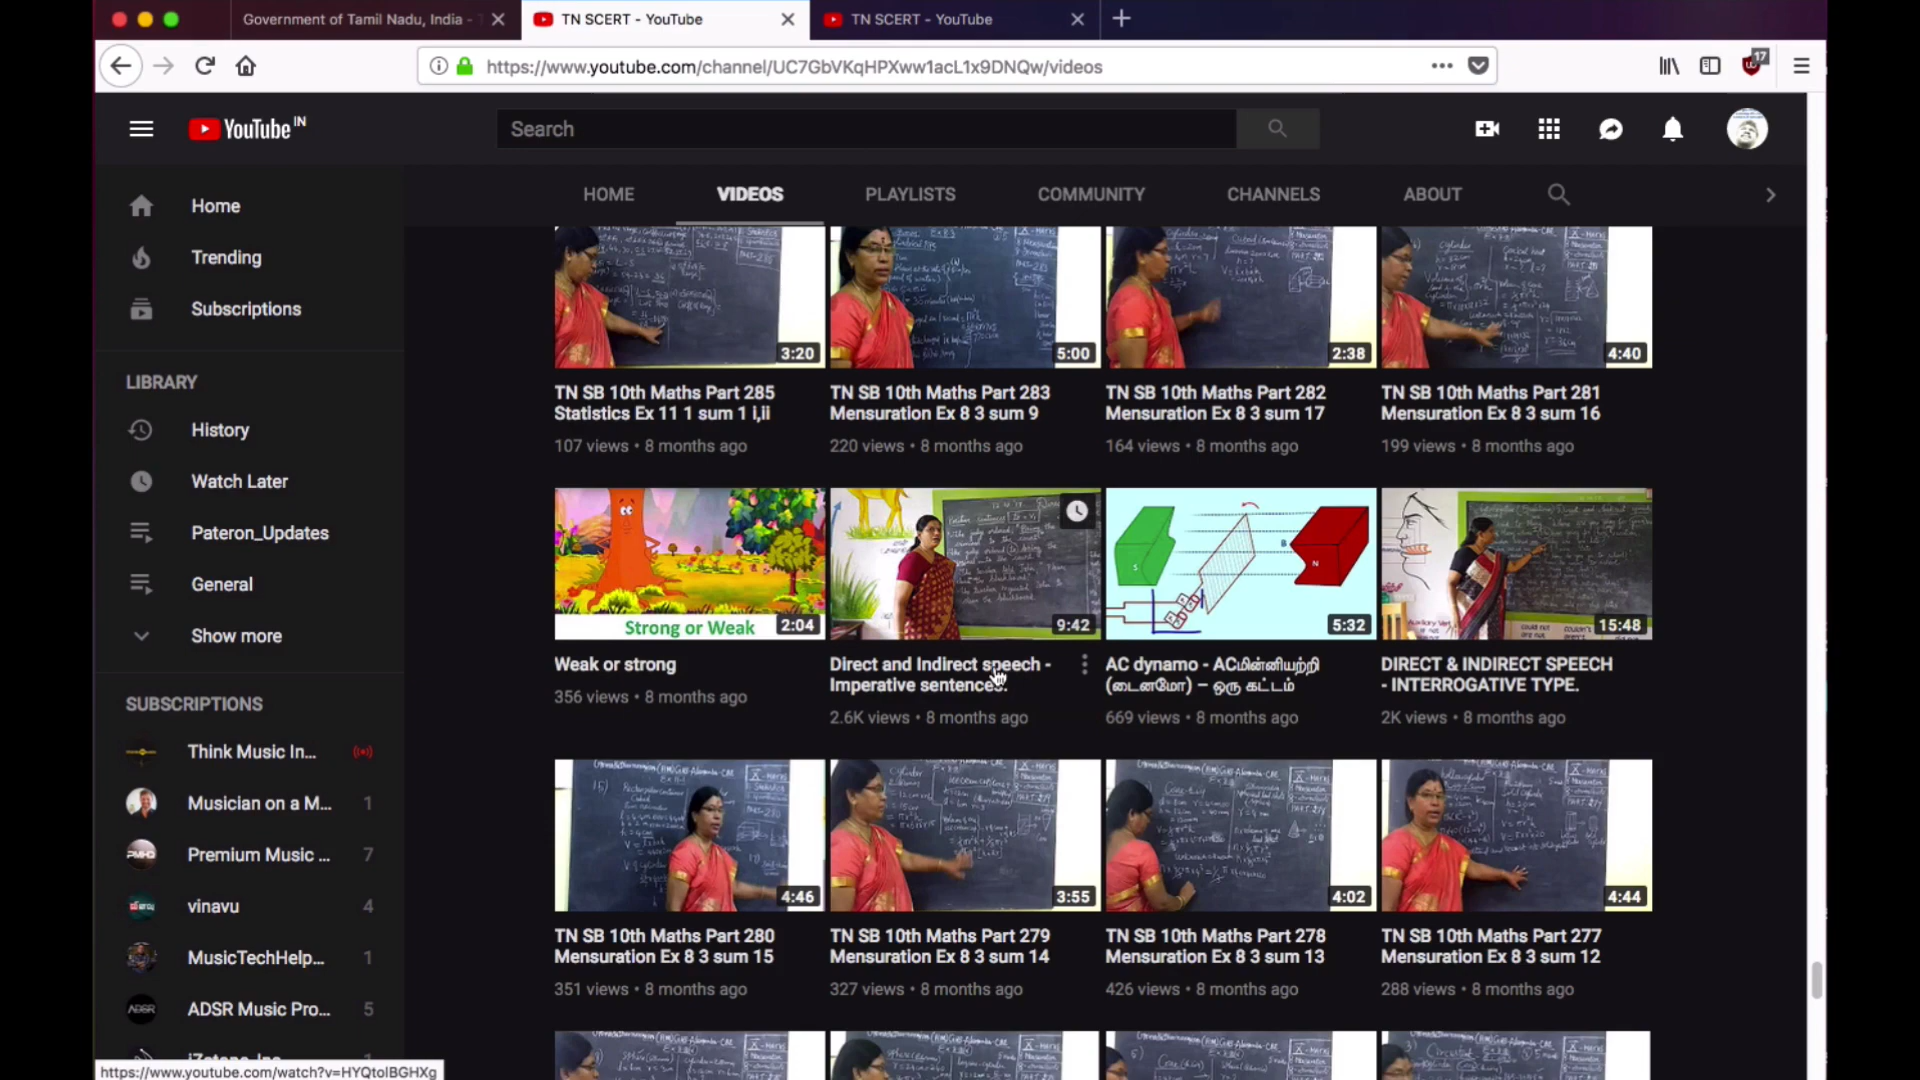 Government of Tamil Nadu, India -
TN SCERT - YouTube
TN SCERT - YouTube
https://www.youtube.com/channel/UC7GbVKqHPXww1acL1x9DNQw/videos
17
YouTube IN
Search
HOME
VIDEOS
PLAYLISTS
COMMUNITY
CHANNELS
ABOUT
Home
Trending
Subscriptions
LIBRARY
History
Watch Later
Pateron_Updates
General
Show more
SUBSCRIPTIONS
Think Music In...
Musician on a M... 1
Premium Music ... 7
vinavu 4
MusicTechHelp... 1
ADSR Music Pro... 5
3:20
5:00
2:38
4:40
TN SB 10th Maths Part 285
Statistics Ex 11 1 sum 1 i,ii
107 views • 8 months ago
TN SB 10th Maths Part 283
Mensuration Ex 8 3 sum 9
220 views • 8 months ago
TN SB 10th Maths Part 282
Mensuration Ex 8 3 sum 17
164 views • 8 months ago
TN SB 10th Maths Part 281
Mensuration Ex 8 3 sum 16
199 views • 8 months ago
Strong or Weak
2:04
9:42
S
N
5:32
15:48
Weak or strong
356 views • 8 months ago
Direct and Indirect speech -
Imperative sentences.
2.6K views • 8 months ago
AC dynamo - ACமின்னியற்றி
(டைனமோ) – ஒரு கட்டம்
669 views • 8 months ago
DIRECT & INDIRECT SPEECH
- INTERROGATIVE TYPE.
2K views • 8 months ago
4:46
3:55
4:02
4:44
TN SB 10th Maths Part 280
Mensuration Ex 8 3 sum 15
351 views • 8 months ago
TN SB 10th Maths Part 279
Mensuration Ex 8 3 sum 14
327 views • 8 months ago
TN SB 10th Maths Part 278
Mensuration Ex 8 3 sum 13
426 views • 8 months ago
TN SB 10th Maths Part 277
Mensuration Ex 8 3 sum 12
288 views • 8 months ago
https://www.youtube.com/watch?v=HYQtolBGHXg